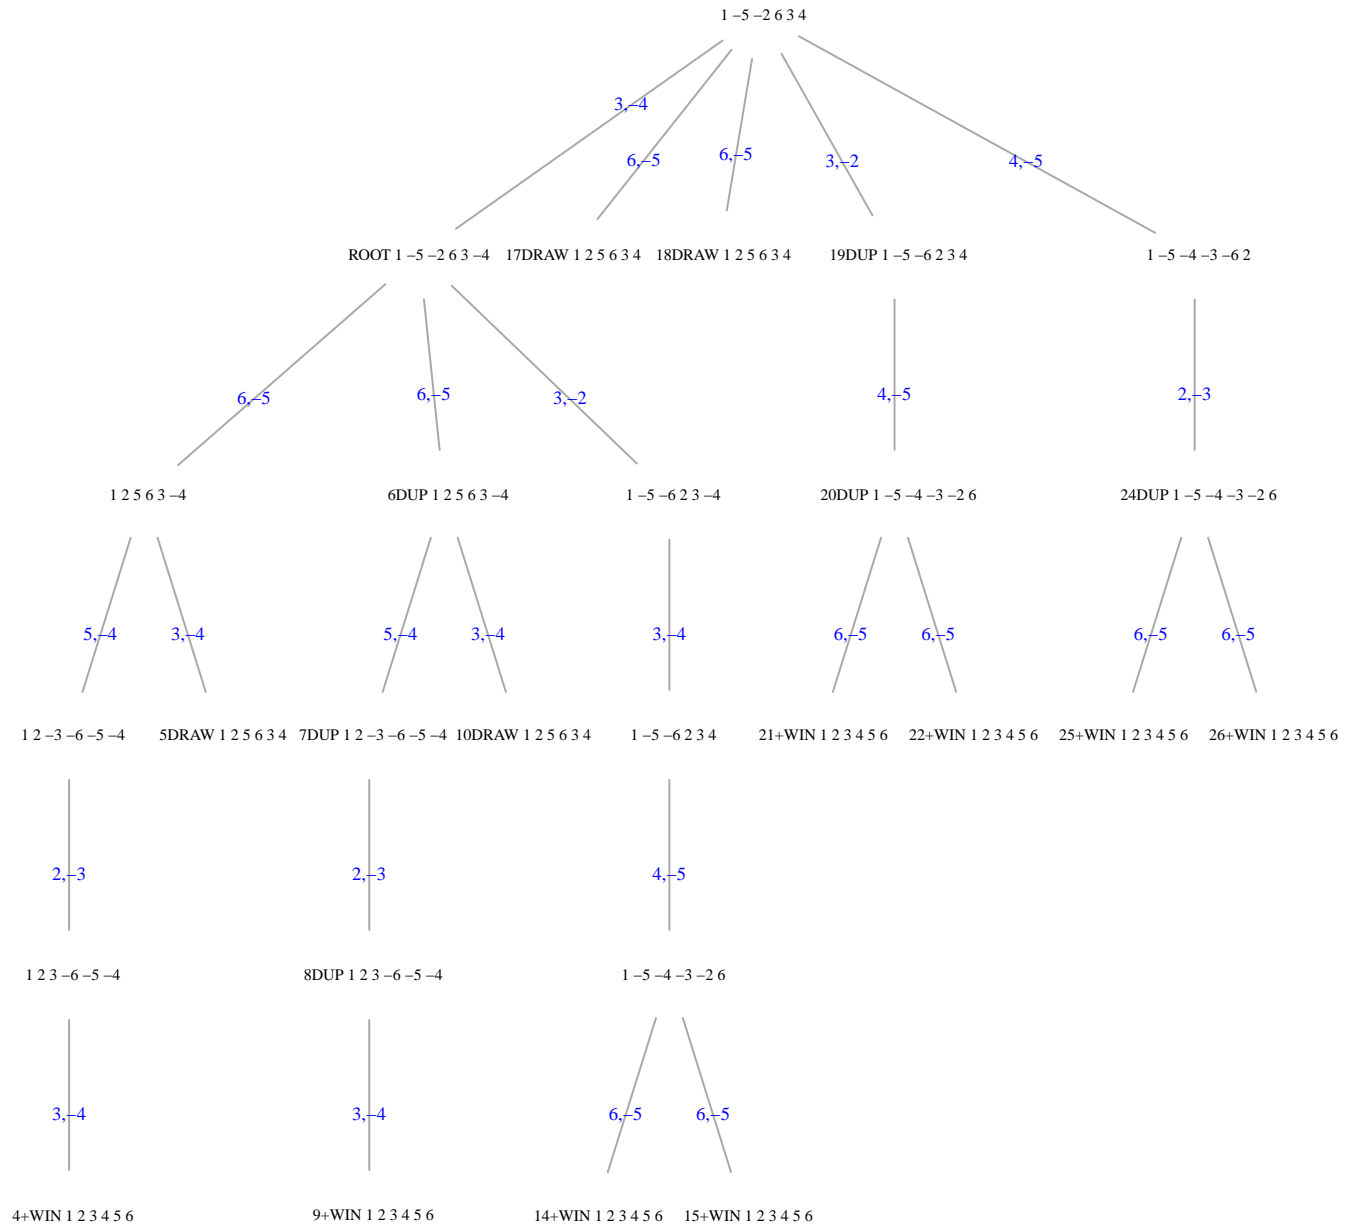 1 –5 –2 6 3 4
3,–4
6,–5
6,–5
3,–2
4,–5
ROOT 1 –5 –2 6 3 –4
17DRAW 1 2 5 6 3 4
18DRAW 1 2 5 6 3 4
19DUP 1 –5 –6 2 3 4
1 –5 –4 –3 –6 2
6,–5
6,–5
3,–2
4,–5
2,–3
1 2 5 6 3 –4
6DUP 1 2 5 6 3 –4
1 –5 –6 2 3 –4
20DUP 1 –5 –4 –3 –2 6
24DUP 1 –5 –4 –3 –2 6
5,–4
3,–4
5,–4
3,–4
3,–4
6,–5
6,–5
6,–5
6,–5
1 2 –3 –6 –5 –4
5DRAW 1 2 5 6 3 4
7DUP 1 2 –3 –6 –5 –4
10DRAW 1 2 5 6 3 4
1 –5 –6 2 3 4
21+WIN 1 2 3 4 5 6
22+WIN 1 2 3 4 5 6
25+WIN 1 2 3 4 5 6
26+WIN 1 2 3 4 5 6
2,–3
2,–3
4,–5
1 2 3 –6 –5 –4
8DUP 1 2 3 –6 –5 –4
1 –5 –4 –3 –2 6
3,–4
3,–4
6,–5
6,–5
4+WIN 1 2 3 4 5 6
9+WIN 1 2 3 4 5 6
14+WIN 1 2 3 4 5 6
15+WIN 1 2 3 4 5 6